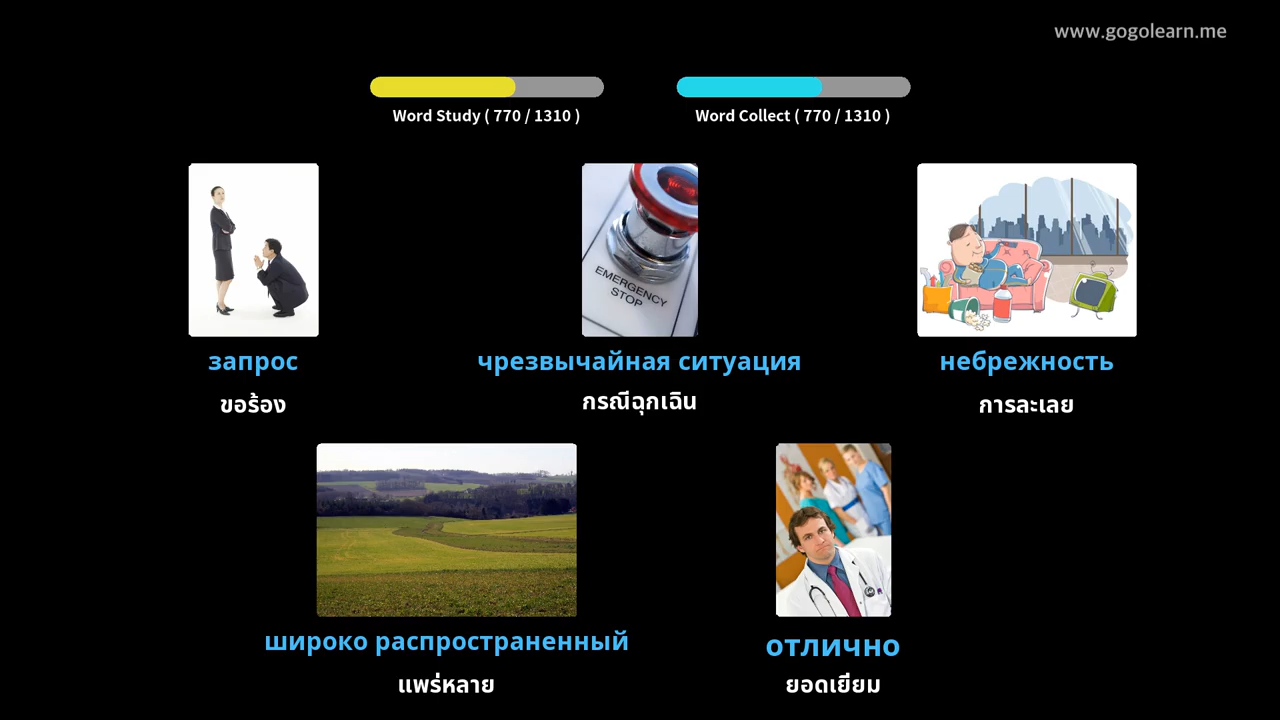 www.gogolearn.me
Word Study ( 770 / 1310 )
Word Collect ( 770 / 1310 )
EMERGENCY
STOP
запрос
чрезвычайная ситуация
небрежность
ขอร้อง
กรณีฉุกเฉิน
การละเลย
широко распространенный
отлично
แพร่หลาย
ยอดเยี่ยม